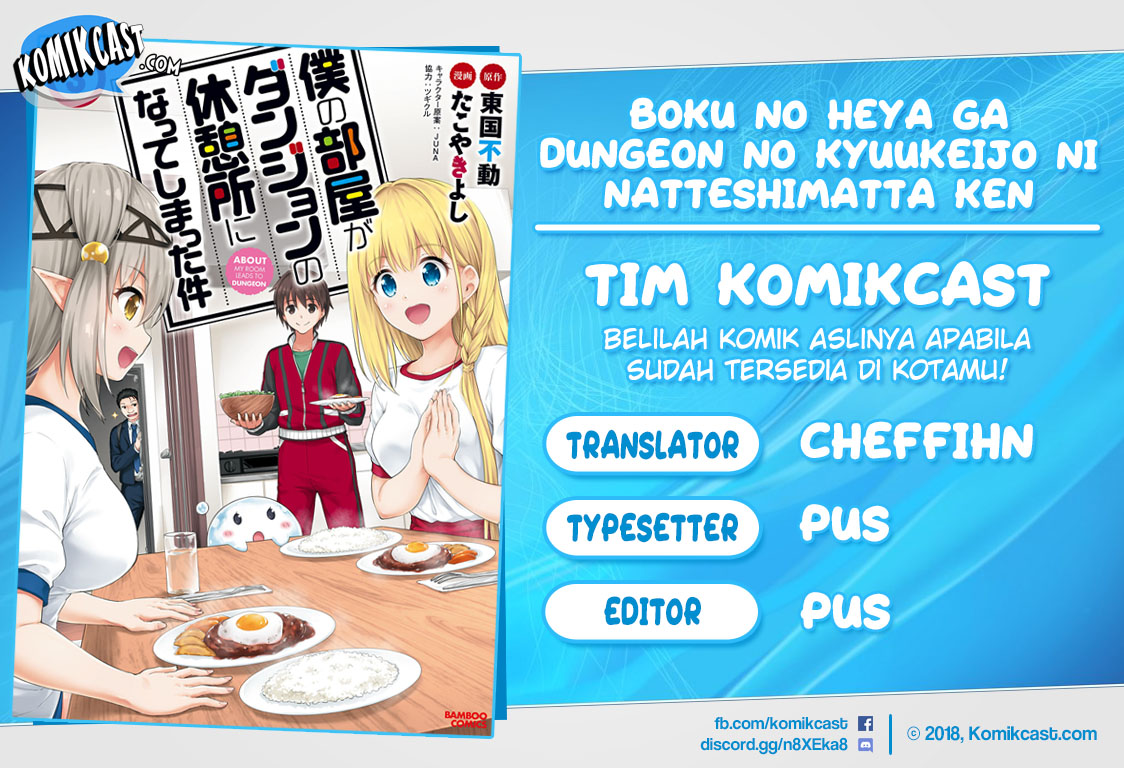 KOMIKCAST
.COM
僕の部屋が
ダンジョンの
休憩所に
なってしまった件
ABOUT
MY ROOM
LEADS TO
DUNGEON
原作 東国不動
漫画 たこやきよし
キャラクター原案:JUNA
協力:ツギクル
BAMBOO
COMICS
BOKU NO HEYA GA
DUNGEON NO KYUUKEIJO NI
NATTESHIMATTA KEN
TIM KOMIKCAST
BELILAH KOMIK ASLINYA APABILA
SUDAH TERSEDIA DI KOTAMU!
TRANSLATOR CHEFFIHN
TYPESETTER PUS
EDITOR PUS
fb.com/komikcast
discord.gg/n8XEka8
© 2018, Komikcast.com